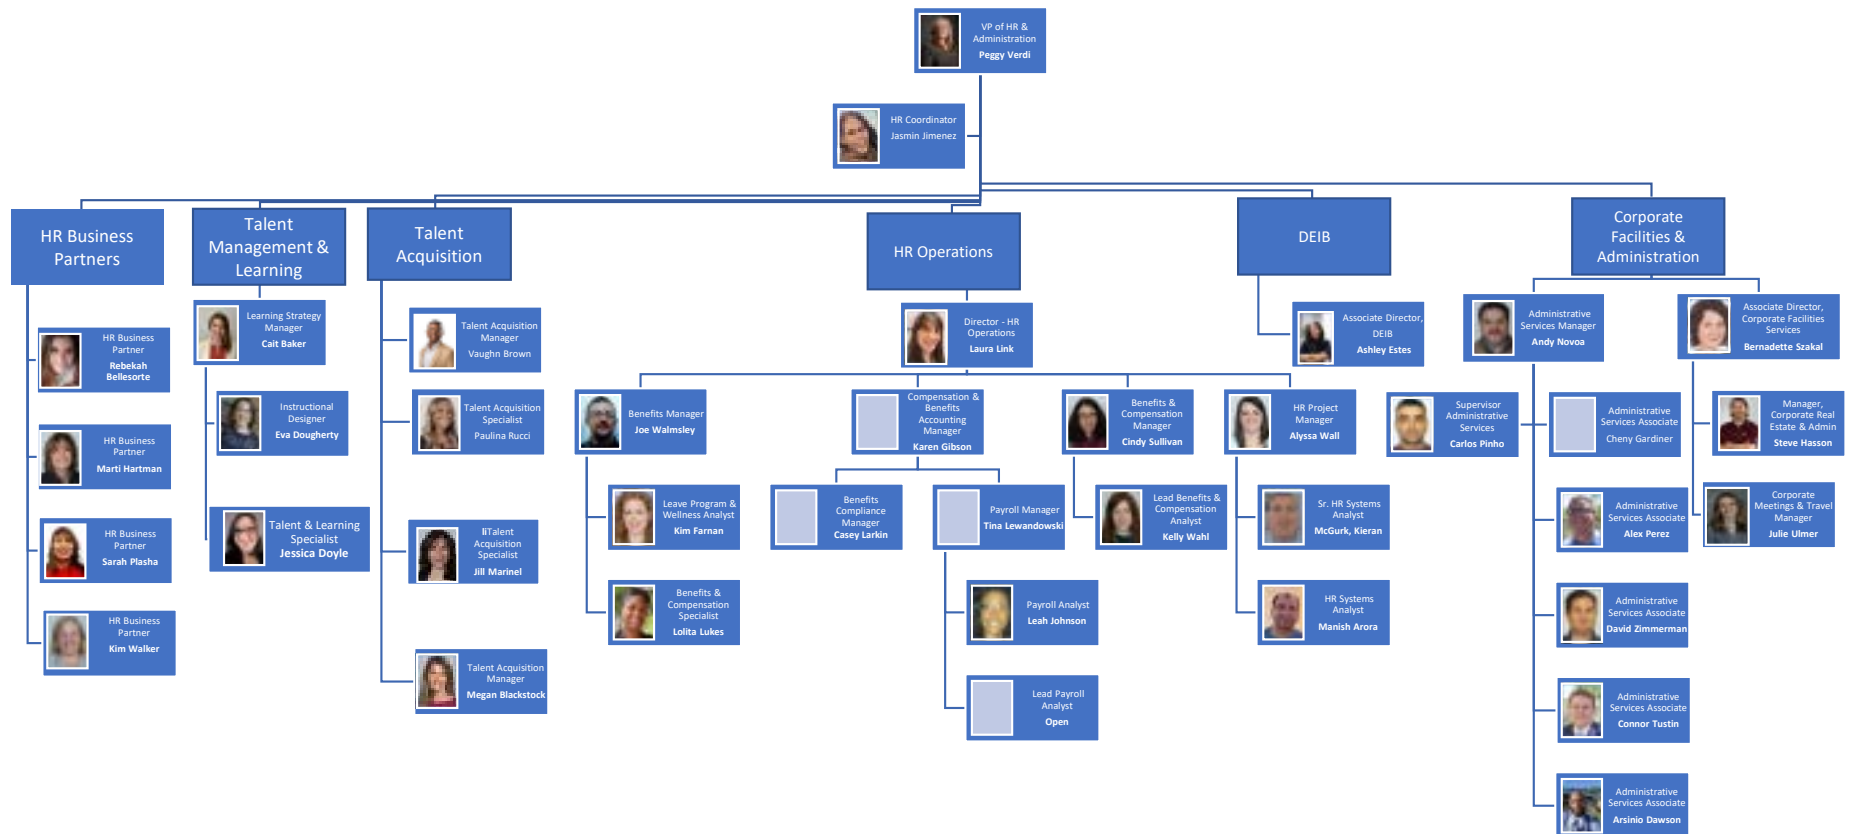 VP of HR &
Administration
Peggy Verdi
HR Coordinator
Jasmin Jimenez
HR Business
Partners
Talent
Management &
Learning
Talent
Acquisition
HR Operations
DEIB
Corporate
Facilities &
Administration
HR Business
Partner
Rebekah
Bellesorte
HR Business
Partner
Marti Hartman
HR Business
Partner
Sarah Plasha
HR Business
Partner
Kim Walker
Learning Strategy
Manager
Cait Baker
Instructional
Designer
Eva Dougherty
Talent & Learning
Specialist
Jessica Doyle
Talent Acquisition
Manager
Vaughn Brown
Talent Acquisition
Specialist
Paulina Rucci
liTalent
Acquisition
Specialist
Jill Marinel
Talent Acquisition
Manager
Megan Blackstock
Director - HR
Operations
Laura Link
Benefits Manager
Joe Walmsley
Leave Program &
Wellness Analyst
Kim Farnan
Benefits &
Compensation
Specialist
Lolita Lukes
Compensation &
Benefits
Accounting
Manager
Karen Gibson
Benefits
Compliance
Manager
Casey Larkin
Payroll Manager
Tina Lewandowski
Payroll Analyst
Leah Johnson
Lead Payroll
Analyst
Open
Benefits &
Compensation
Manager
Cindy Sullivan
Lead Benefits &
Compensation
Analyst
Kelly Wahl
HR Project
Manager
Alyssa Wall
Sr. HR Systems
Analyst
McGurk, Kieran
HR Systems
Analyst
Manish Arora
Associate Director,
DEIB
Ashley Estes
Administrative
Services Manager
Andy Novoa
Supervisor
Administrative
Services
Carlos Pinho
Administrative
Services Associate
Cheny Gardiner
Administrative
Services Associate
Alex Perez
Administrative
Services Associate
David Zimmerman
Administrative
Services Associate
Connor Tustin
Administrative
Services Associate
Arsinio Dawson
Associate Director,
Corporate Facilities
Services
Bernadette Szakal
Manager,
Corporate Real
Estate & Admin
Steve Hasson
Corporate
Meetings & Travel
Manager
Julie Ulmer